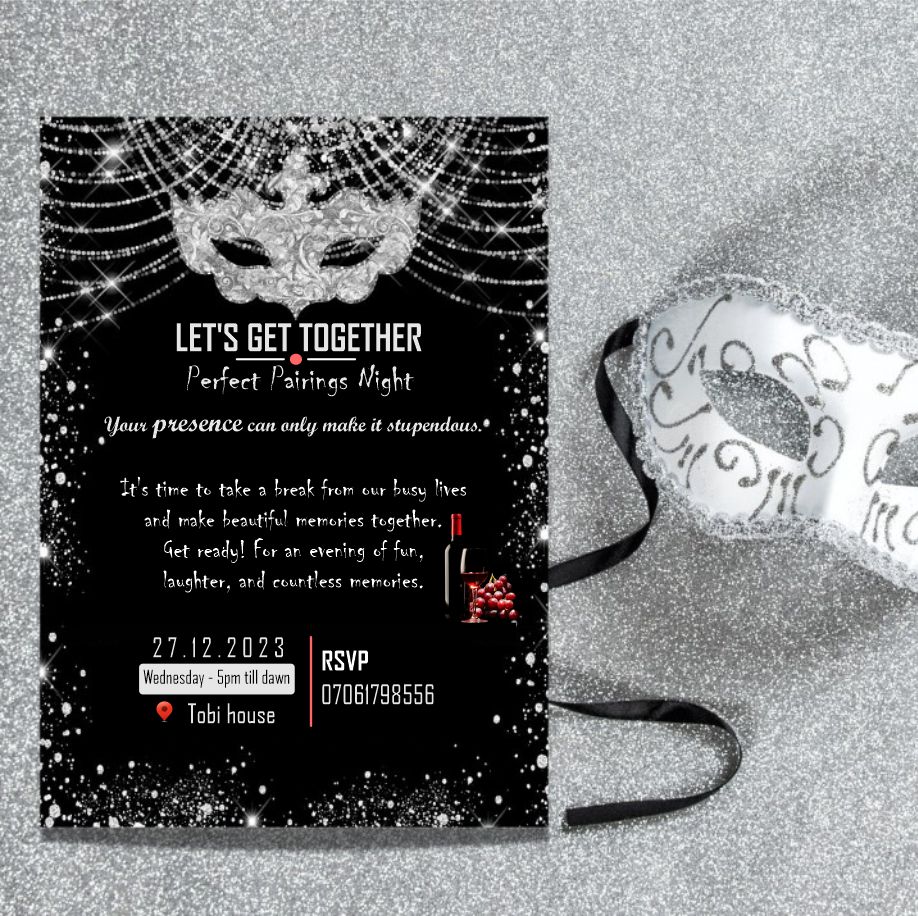 LET'S GET TOGETHER
Perfect Pairings Night
Your presence can only make it stupendous.
It's time to take a break from our busy lives
and make beautiful memories together.
Get ready! For an evening of fun,
laughter, and countless memories.
27.12.2023
Wednesday - 5pm till dawn
Tobi house
RSVP
07061798556